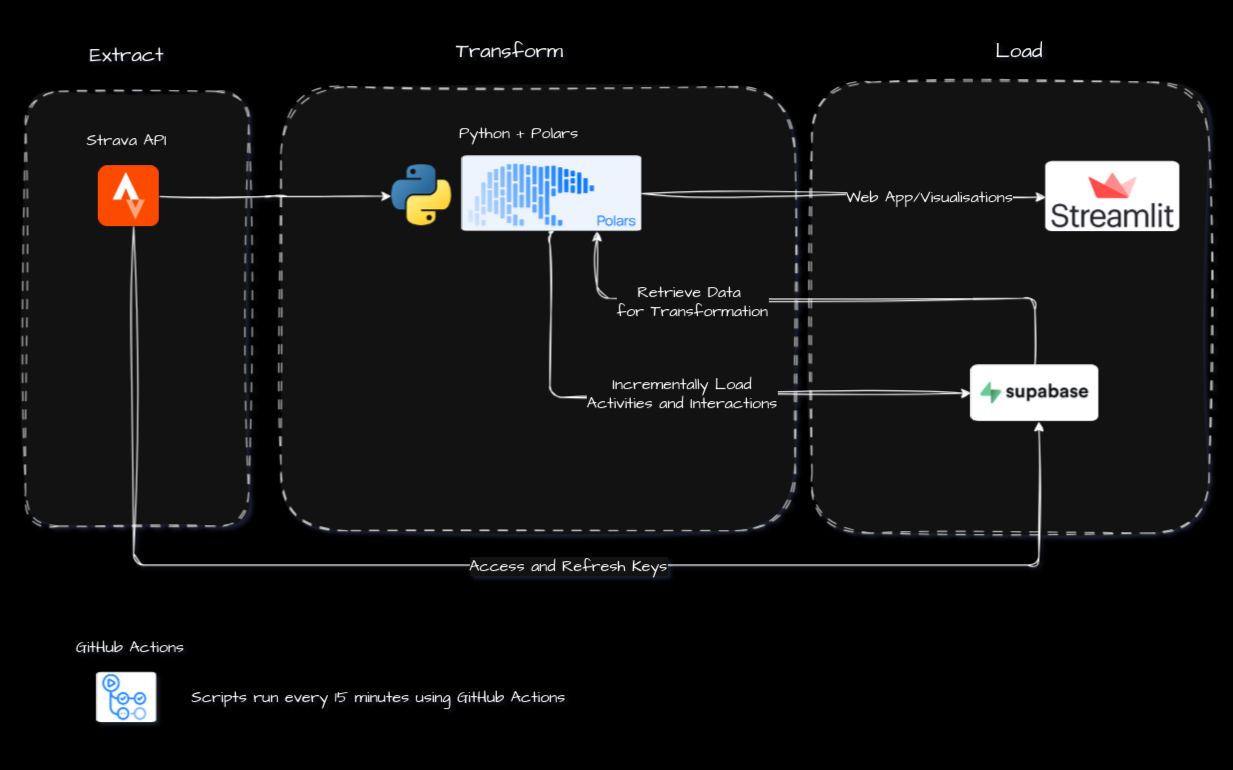 Extract
Transform
Load
Strava API
Python + Polars
Polars
Web App/Visualisations
Streamlit
Retrieve Data
for Transformation
Incrementally Load
Activities and Interactions
supabase
Access and Refresh Keys
GitHub Actions
Scripts run every 15 minutes using GitHub Actions